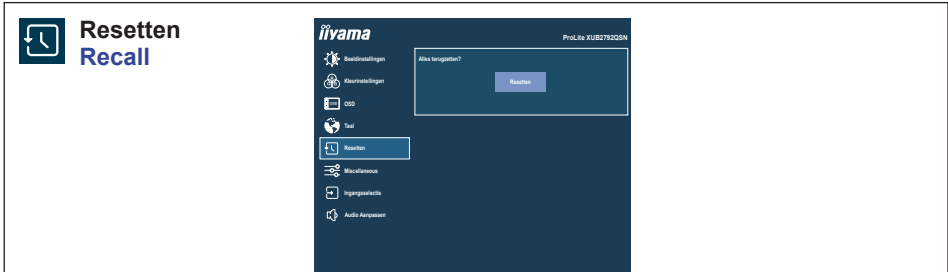 Resetten
Recall
iiyama
ProLite XUB2792QSN
Beeldinstellingen
Alles terugzetten?
Kleurinstellingen
Resetten
OSD
Taal
Resetten
Miscellaneous
Ingangsselectie
Audio Aanpassen